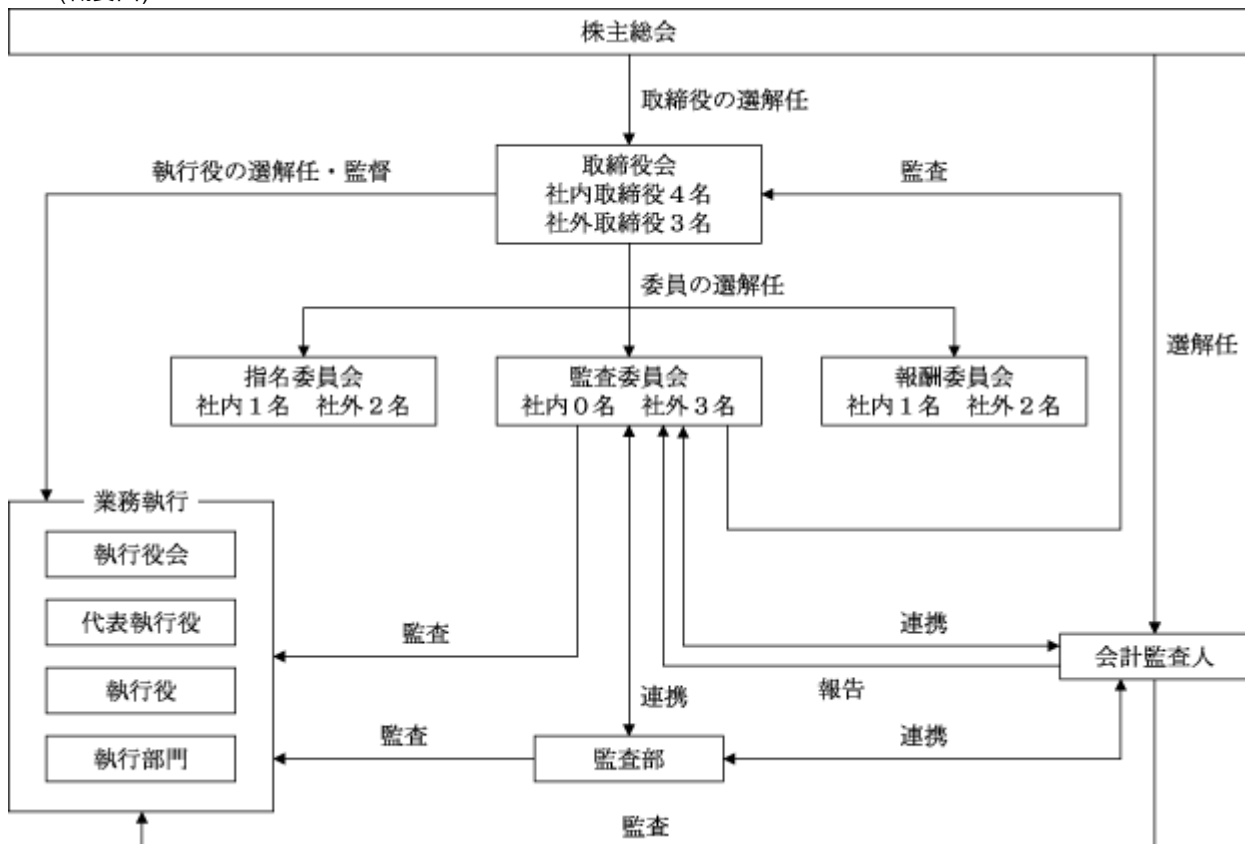 (概要図)
株主総会
取締役の選解任
執行役の選解任・監督
取締役会
社内取締役4名
社外取締役3名
監査
委員の選解任
選解任
指名委員会
社内1名 社外2名
監査委員会
社内0名 社外3名
報酬委員会
社内1名 社外2名
業務執行
執行役会
代表執行役
執行役
執行部門
監査
連携
会計監査人
報告
連携
監査
監査部
連携
監査